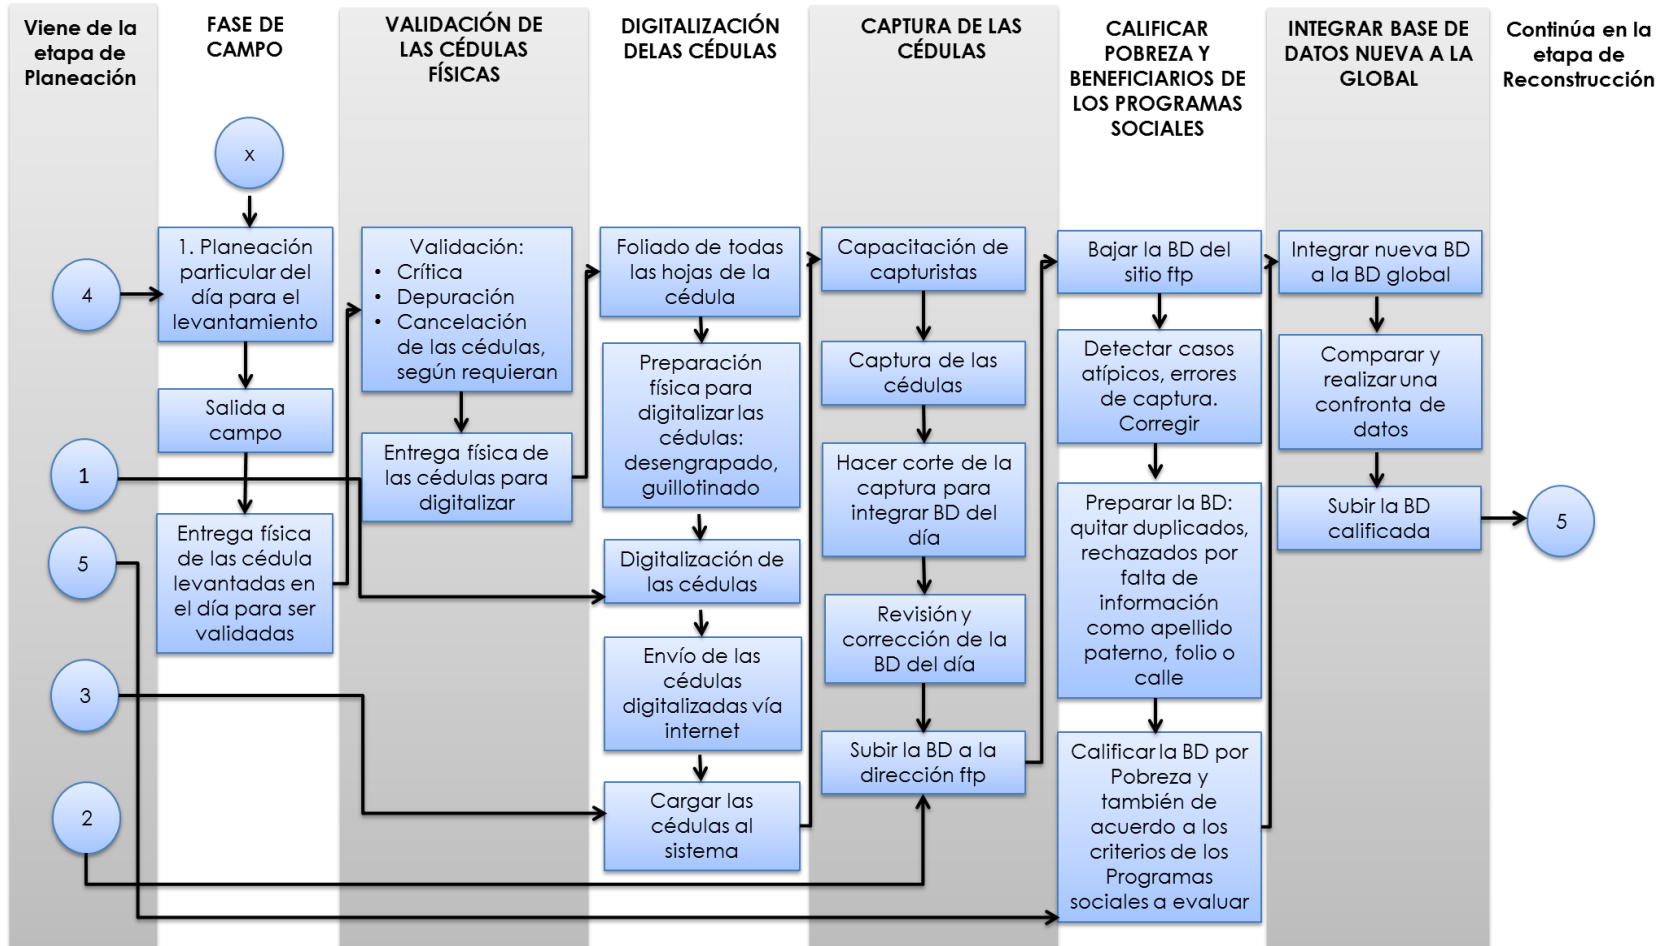 Viene de la
etapa de
Planeación
FASE DE
CAMPO
VALIDACIÓN DE
LAS CÉDULAS
FÍSICAS
DIGITALIZACIÓN
DELAS CÉDULAS
CAPTURA DE LAS
CÉDULAS
CALIFICAR
POBREZA Y
BENEFICIARIOS DE
LOS PROGRAMAS
SOCIALES
INTEGRAR BASE DE
DATOS NUEVA A LA
GLOBAL
Continúa en la
etapa de
Reconstrucción
4
1
5
3
2
x
1. Planeación
particular del
día para el
levantamiento
Salida a
campo
Entrega física
de las cédula
levantadas en
el día para ser
validadas
Validación:
• Crítica
• Depuración
• Cancelación
de las cédulas,
según requieran
Entrega física de
las cédulas para
digitalizar
Foliado de todas
las hojas de la
cédula
Preparación
física para
digitalizar las
cédulas:
desengrapado,
guillotinado
Digitalización de
las cédulas
Envío de las
cédulas
digitalizadas vía
internet
Cargar las
cédulas al
sistema
Capacitación de
capturistas
Captura de las
cédulas
Hacer corte de la
captura para
integrar BD del
día
Revisión y
corrección de la
BD del día
Subir la BD a la
dirección ftp
Bajar la BD del
sitio ftp
Detectar casos
atípicos, errores
de captura.
Corregir
Preparar la BD:
quitar duplicados,
rechazados por
falta de
información
como apellido
paterno, folio o
calle
Calificar la BD por
Pobreza y
también de
acuerdo a los
criterios de los
Programas
sociales a evaluar
Integrar nueva BD
a la BD global
Comparar y
realizar una
confronta de
datos
Subir la BD
calificada
5